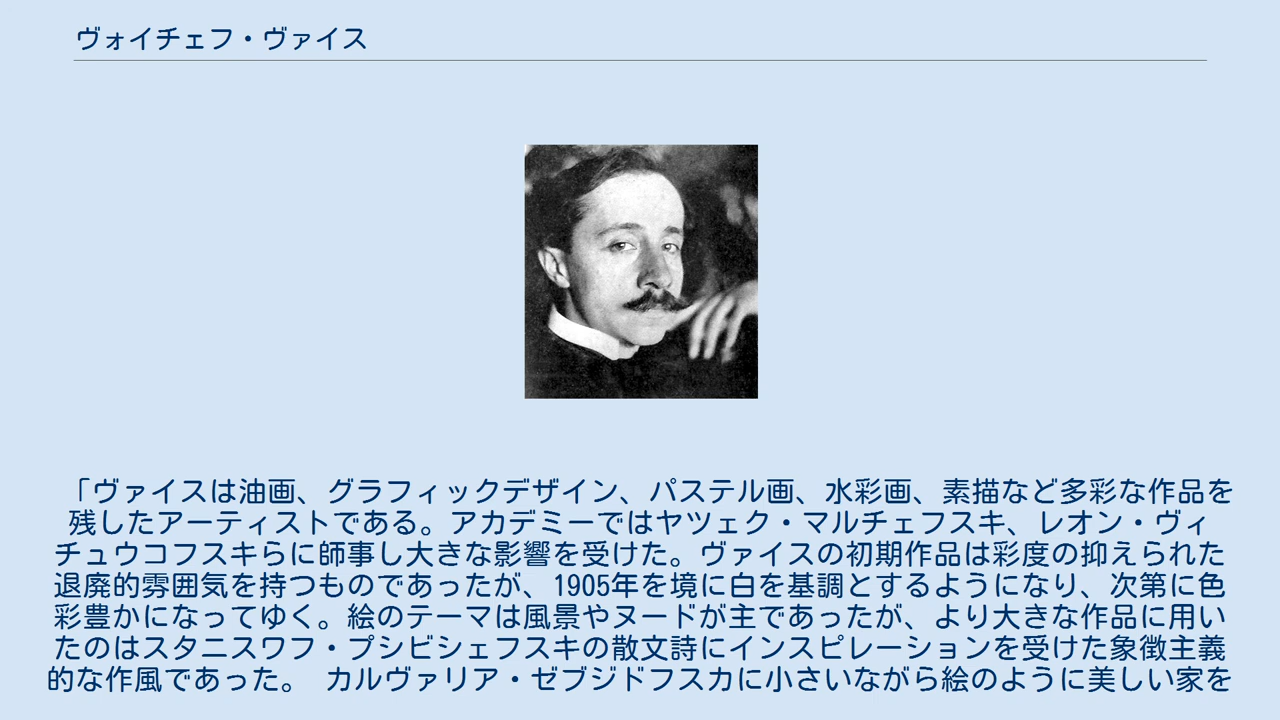 ヴォイチェフ・ヴァイス
「ヴァイスは油画、グラフィックデザイン、パステル画、水彩画、素描など多彩な作品を
残したアーティストである。アカデミーではヤツェク・マルチェフスキ、レオン・ヴィ
チュウコフスキらに師事し大きな影響を受けた。ヴァイスの初期作品は彩度の抑えられた
退廃的雰囲気を持つものであったが、1905年を境に白を基調とするようになり、次第に色
彩豊かになってゆく。絵のテーマは風景やヌードが主であったが、より大きな作品に用い
たのはスタニスワフ・プシビシェフスキの散文詩にインスピレーションを受けた象徴主義
的な作風であった。 カルヴァリア・ゼブジドフスカに小さいながら絵のように美しい家を